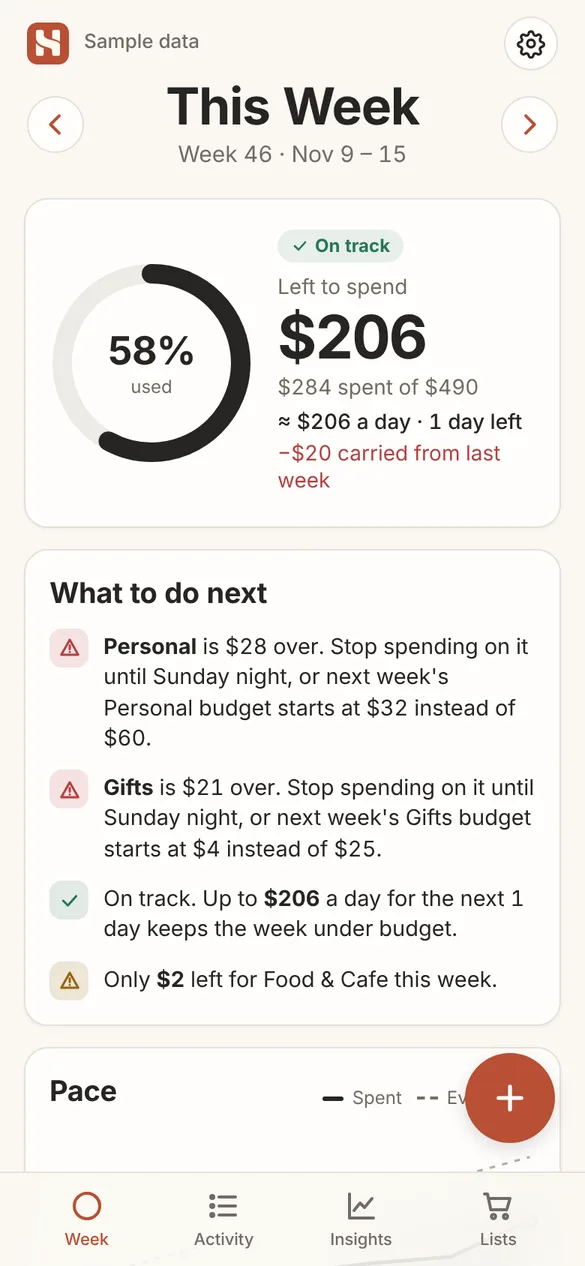 Sample data
This Week
Week 46 · Nov 9 – 15
On track
58%
used
Left to spend
$206
$284 spent of $490
≈ $206 a day · 1 day left
−$20 carried from last
week
What to do next
Personal is $28 over. Stop spending on it
until Sunday night, or next week's
Personal budget starts at $32 instead of
$60.
Gifts is $21 over. Stop spending on it until
Sunday night, or next week's Gifts budget
starts at $4 instead of $25.
On track. Up to $206 a day for the next 1
day keeps the week under budget.
Only $2 left for Food & Cafe this week.
Pace
Spent
Week
Activity
Insights
Lists